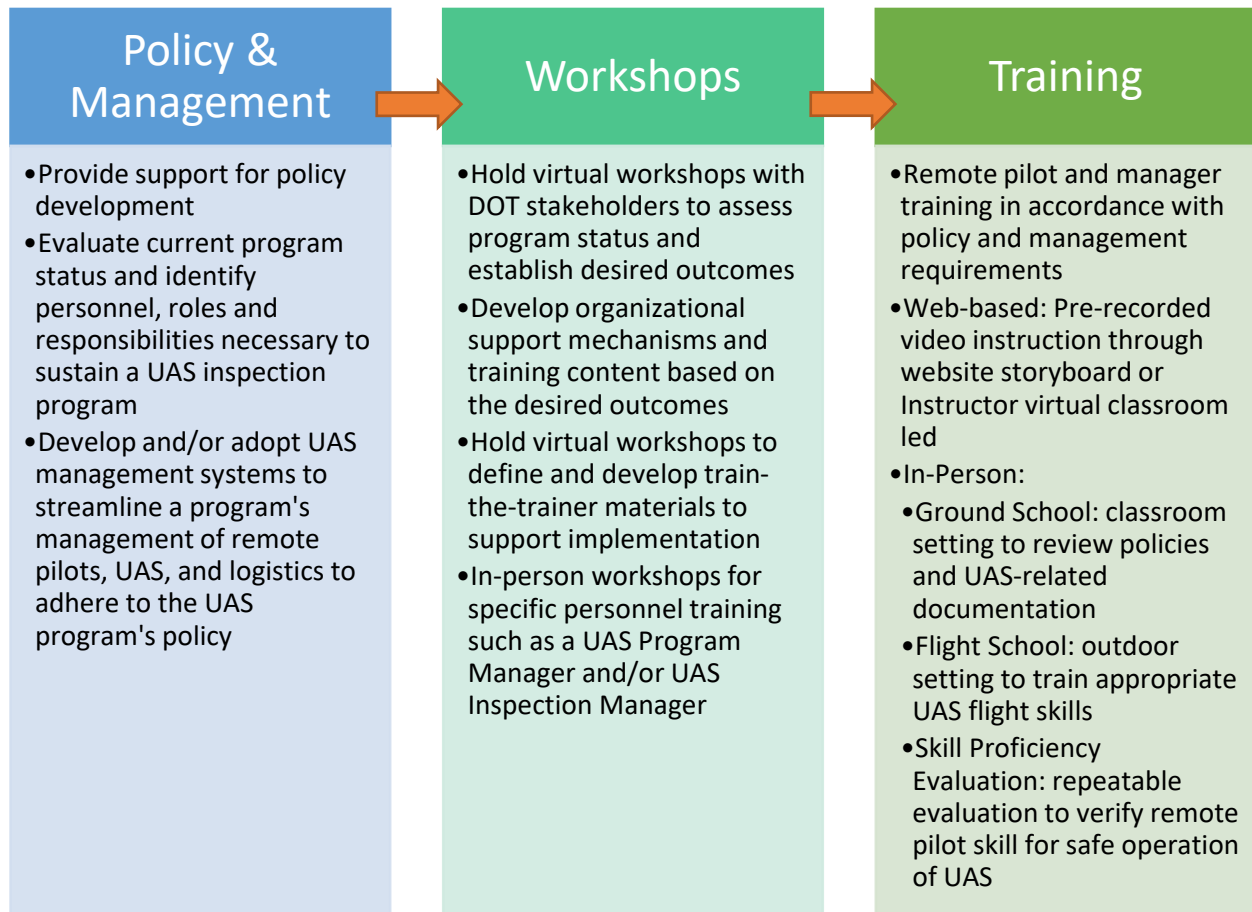 Policy &
Management
•Provide support for policy
development
•Evaluate current program
status and identify
personnel, roles and
responsibilities necessary to
sustain a UAS inspection
program
•Develop and/or adopt UAS
management systems to
streamline a program's
management of remote
pilots, UAS, and logistics to
adhere to the UAS
program's policy
Workshops
•Hold virtual workshops with
DOT stakeholders to assess
program status and
establish desired outcomes
•Develop organizational
support mechanisms and
training content based on
the desired outcomes
•Hold virtual workshops to
define and develop train-
the-trainer materials to
support implementation
•In-person workshops for
specific personnel training
such as a UAS Program
Manager and/or UAS
Inspection Manager
Training
•Remote pilot and manager
training in accordance with
policy and management
requirements
•Web-based: Pre-recorded
video instruction through
website storyboard or
Instructor virtual classroom
led
•In-Person:
•Ground School: classroom
setting to review policies
and UAS-related
documentation
•Flight School: outdoor
setting to train appropriate
UAS flight skills
•Skill Proficiency
Evaluation: repeatable
evaluation to verify remote
pilot skill for safe operation
of UAS